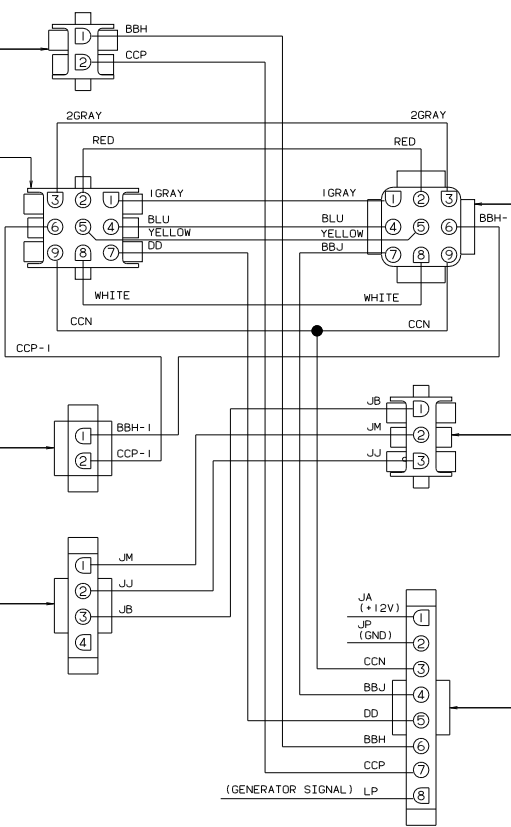 1 BBH
2 CCP
2GRAY 2GRAY
RED RED
3 2 1 1GRAY 1GRAY 1 2 3
6 5 4 BLU BLU 4 5 6 BBH-
YELLOW YELLOW
9 8 7 DD BBJ 7 8 9
WHITE WHITE
CCN CCN
CCP-1
JB 1
1 BBH-1 JM 2
2 CCP-1 JJ 3
1 JM
2 JJ
3 JB
4
JA
(+12V) 1
JP
(GND) 2
CCN 3
BBJ 4
DD 5
BBH 6
CCP 7
(GENERATOR SIGNAL) LP 8